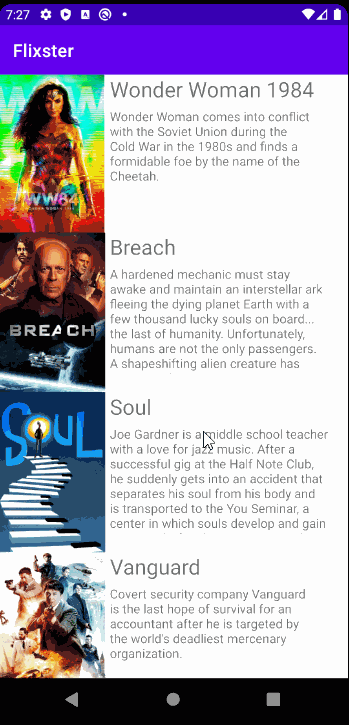 7:27
Flixster
Wonder Woman 1984
Wonder Woman comes into conflict
with the Soviet Union during the
Cold War in the 1980s and finds a
formidable foe by the name of the
Cheetah.
WW84
Breach
A hardened mechanic must stay
awake and maintain an interstellar ark
fleeing the dying planet Earth with a
few thousand lucky souls on board...
the last of humanity. Unfortunately,
humans are not the only passengers.
A shapeshifting alien creature has
BREACH
Soul
Joe Gardner is a middle school teacher
with a love for jazz music. After a
successful gig at the Half Note Club,
he suddenly gets into an accident that
separates his soul from his body and
is transported to the You Seminar, a
center in which souls develop and gain
SOUL
Vanguard
Covert security company Vanguard
is the last hope of survival for an
accountant after he is targeted by
the world's deadliest mercenary
organization.